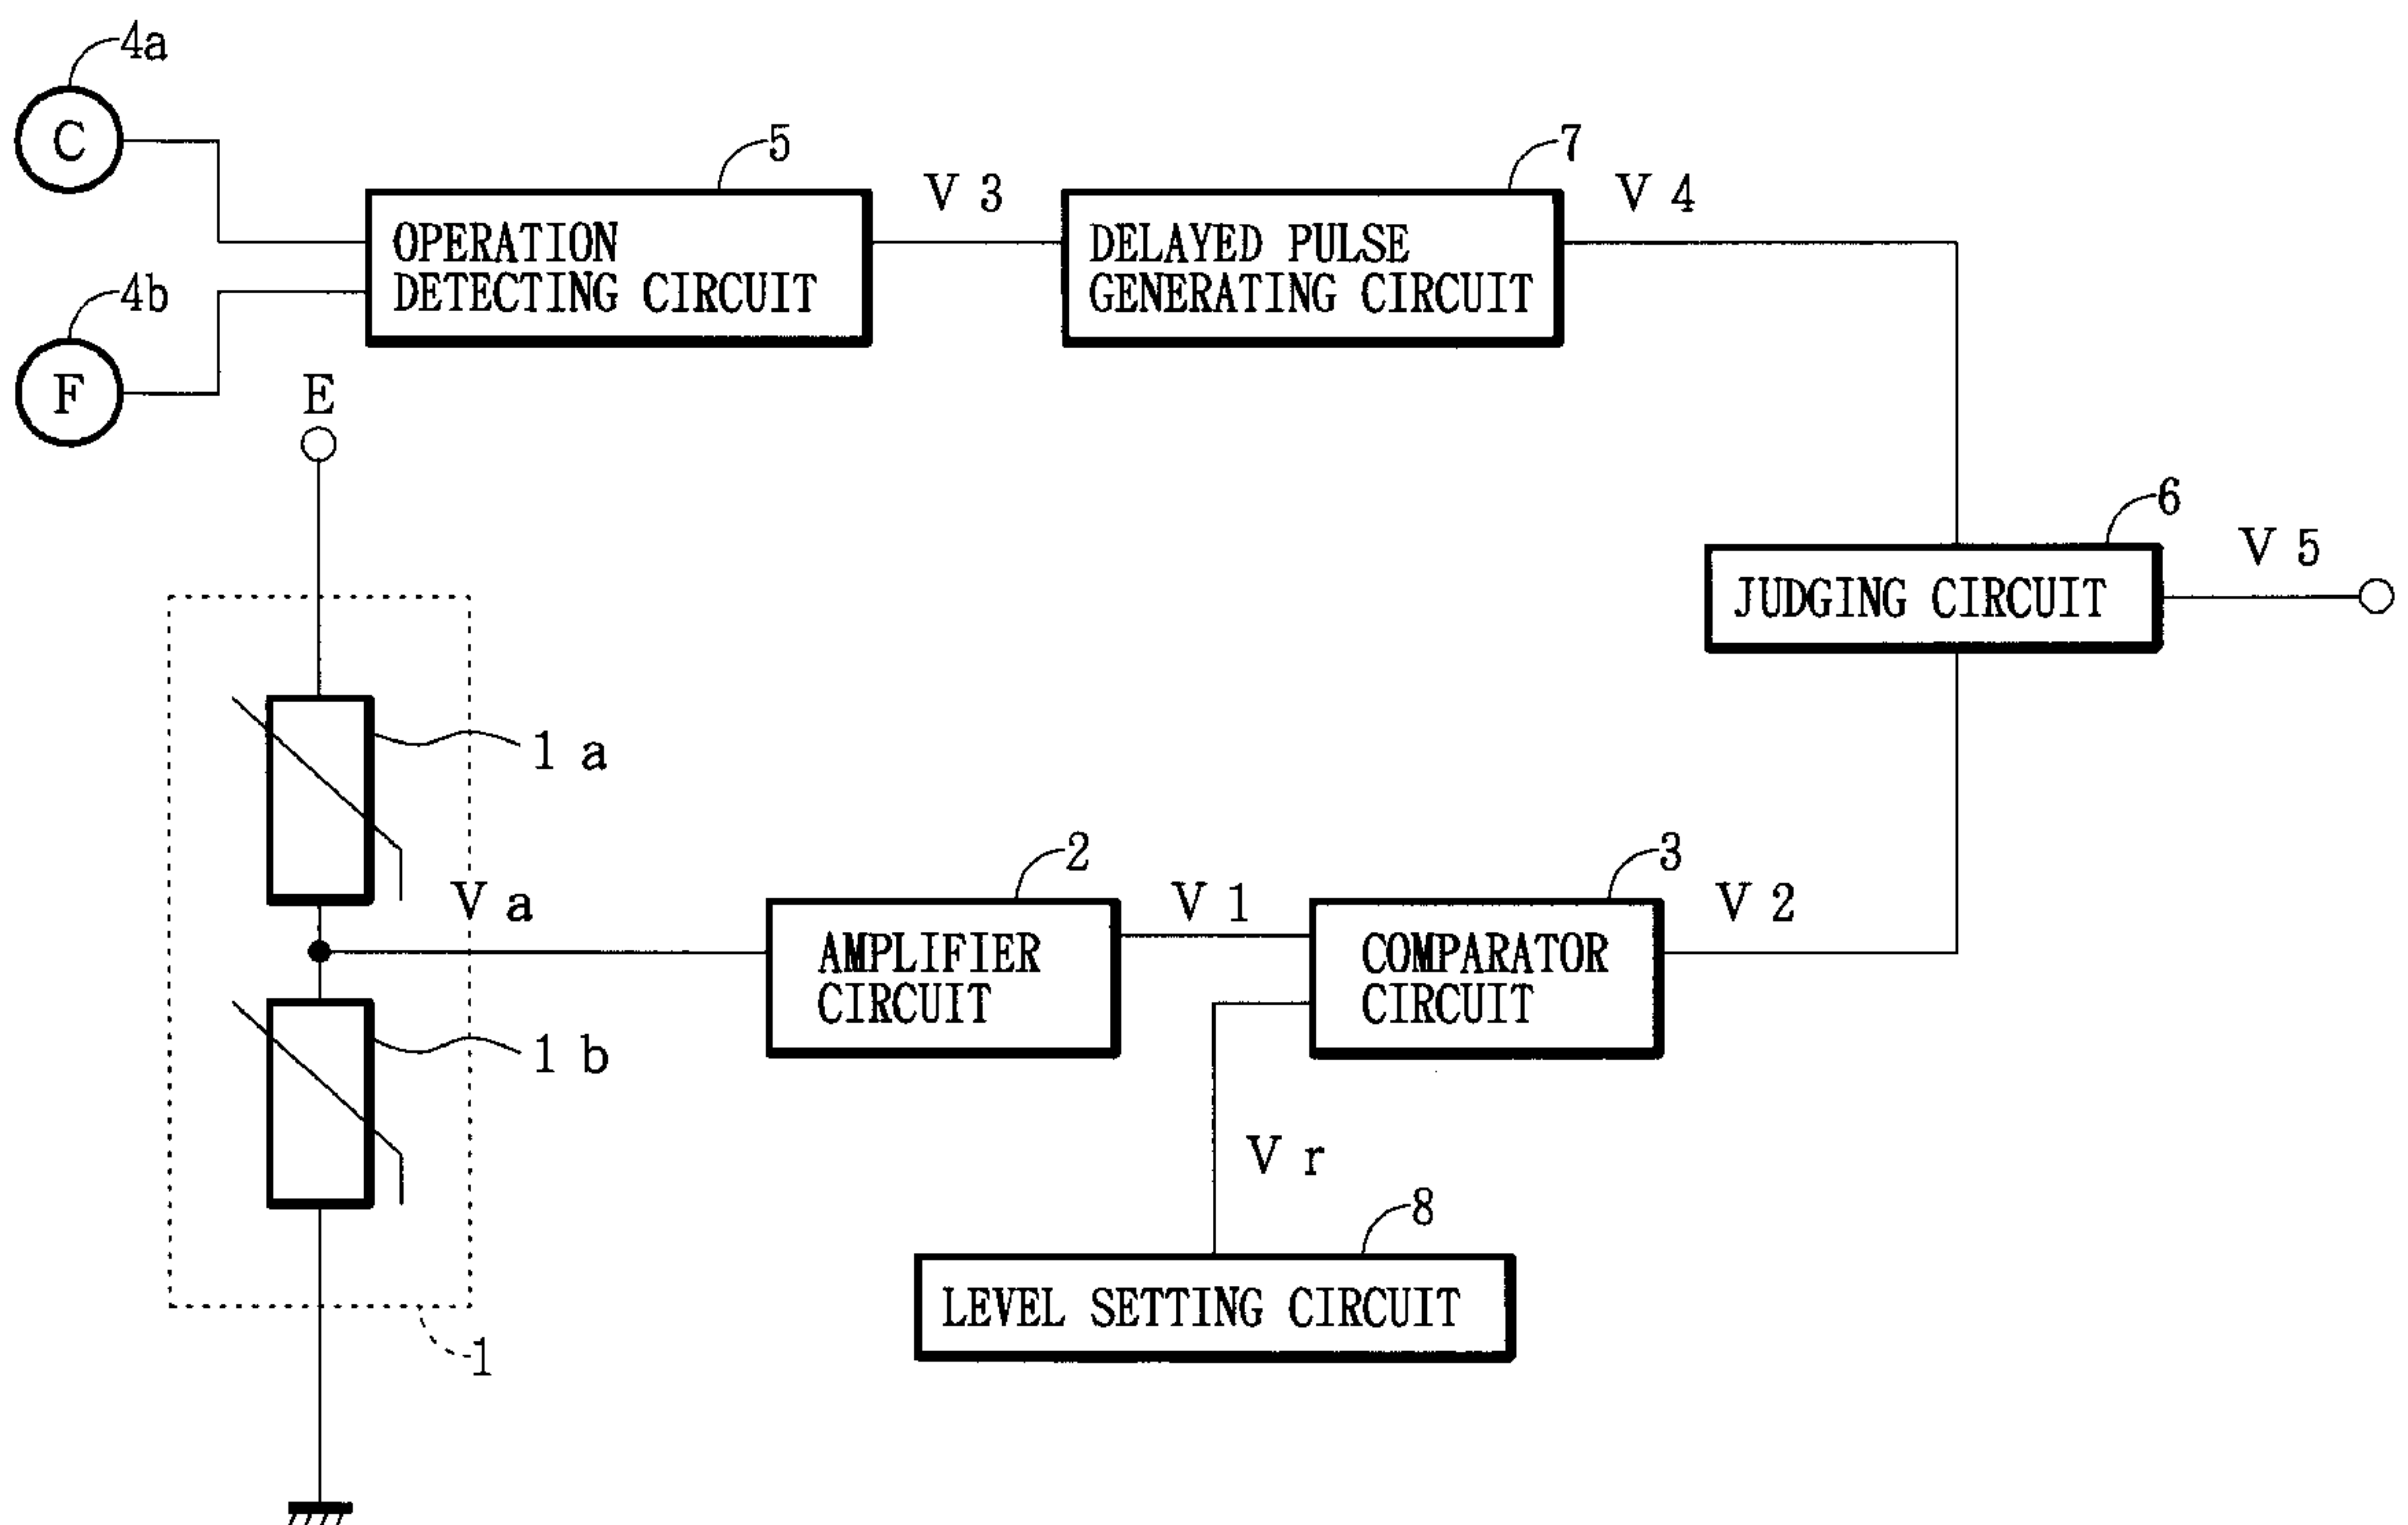 4a
C
5
7
V 3
V 4
OPERATION
DETECTING CIRCUIT
DELAYED PULSE
GENERATING CIRCUIT
4b
F
E
6
V 5
JUDGING CIRCUIT
1 a
2
3
V a
V 1
V 2
AMPLIFIER
CIRCUIT
COMPARATOR
CIRCUIT
1 b
V r
8
LEVEL SETTING CIRCUIT
1